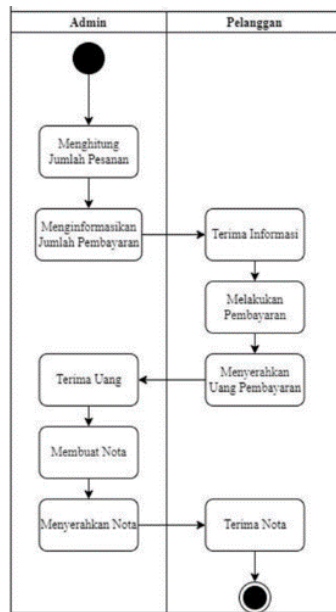 Admin
Pelanggan
Menghitung
Jumlah Pesanan
Menginformasikan
Jumlah Pembayaran
Terima Informasi
Melakukan
Pembayaran
Menyerahkan
Uang Pembayaran
Terima Uang
Membuat Nota
Menyerahkan Nota
Terima Nota